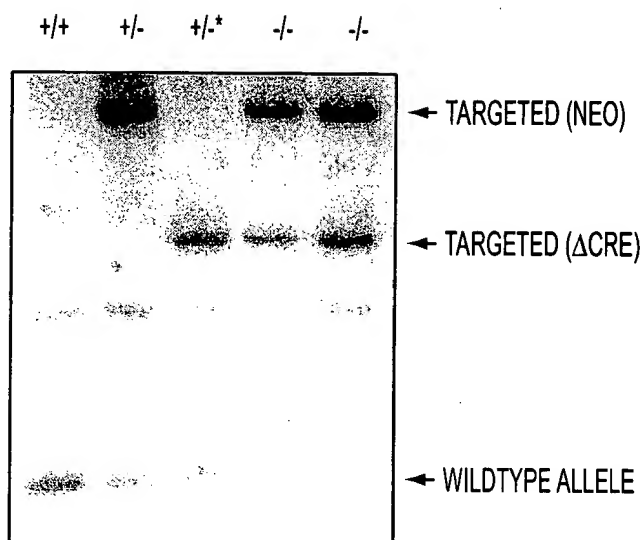 +/+ +/- +/-* -/- -/-
← TARGETED (NEO)
← TARGETED (ΔCRE)
← WILDTYPE ALLELE